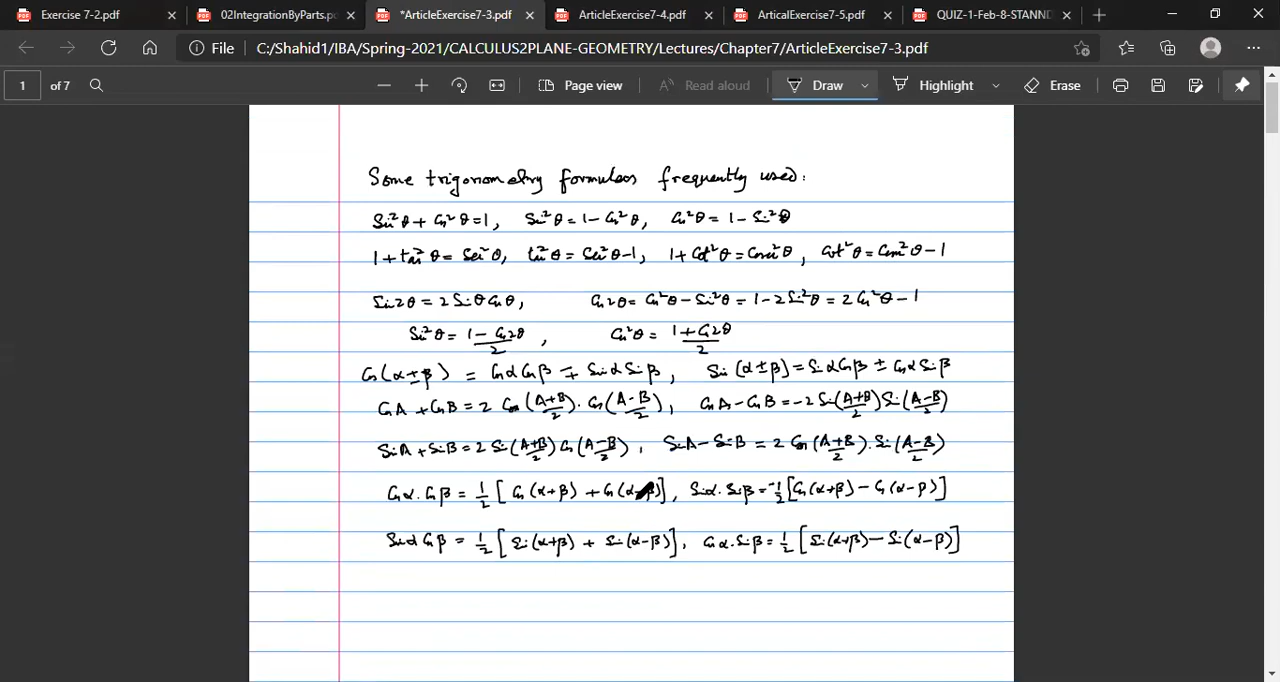 Exercise 7-2.pdf
02IntegrationByParts.p
*ArticleExercise7-3.pdf
ArticleExercise7-4.pdf
ArticalExercise7-5.pdf
QUIZ-1-Feb-8-STANND
File C:/Shahid1/IBA/Spring-2021/CALCULUS2PLANE-GEOMETRY/Lectures/Chapter7/ArticleExercise7-3.pdf
1 of 7 Page view Read aloud Draw Highlight Erase
Some trigonometry formulas frequently used:
Sin²θ + Cos²θ = 1, Sin²θ = 1 - Cos²θ, Cos²θ = 1 - Sin²θ
1 + tan²θ = Sec²θ, tan²θ = Sec²θ - 1, 1 + Cot²θ = Cosec²θ, Cot²θ = Cosec²θ - 1
Sin2θ = 2 Sinθ Cosθ, Cos2θ = Cos²θ - Sin²θ = 1 - 2 Sin²θ = 2 Cos²θ - 1
Sin²θ = (1 - Cos2θ)/2, Cos²θ = (1 + Cos2θ)/2
Cos(α±β) = Cosα Cosβ ∓ Sinα Sinβ, Sin(α±β) = Sinα Cosβ ± Cosα Sinβ
CosA + CosB = 2 Cos((A+B)/2) . Cos((A-B)/2), CosA - CosB = -2 Sin((A+B)/2) Sin((A-B)/2)
SinA + SinB = 2 Sin((A+B)/2) Cos((A-B)/2), SinA - SinB = 2 Cos((A+B)/2) . Sin((A-B)/2)
Cosα . Cosβ = 1/2 [Cos(α+β) + Cos(α-β)], Sinα . Sinβ = -1/2 [Cos(α+β) - Cos(α-β)]
Sinα Cosβ = 1/2 [Sin(α+β) + Sin(α-β)], Cosα . Sinβ = 1/2 [Sin(α+β) - Sin(α-β)]